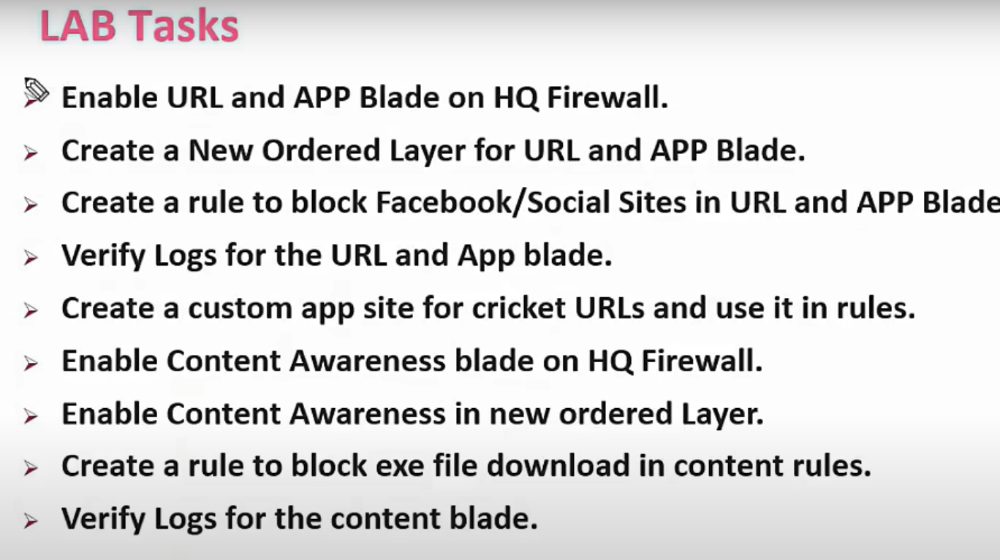 LAB Tasks
Enable URL and APP Blade on HQ Firewall.
Create a New Ordered Layer for URL and APP Blade.
Create a rule to block Facebook/Social Sites in URL and APP Blade
Verify Logs for the URL and App blade.
Create a custom app site for cricket URLs and use it in rules.
Enable Content Awareness blade on HQ Firewall.
Enable Content Awareness in new ordered Layer.
Create a rule to block exe file download in content rules.
Verify Logs for the content blade.